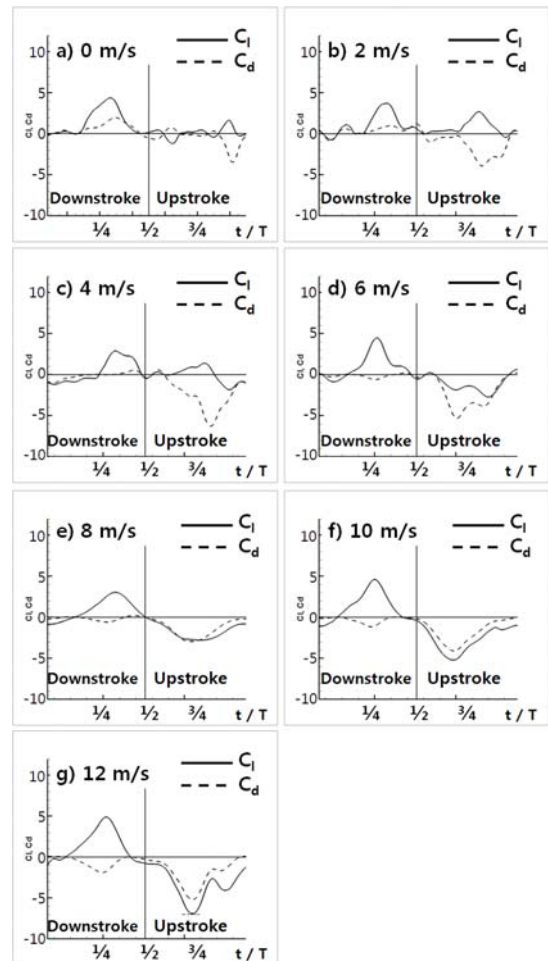 a) 0 m/s
Cl
Cd
10
5
0
-5
-10
Cl, Cd
Downstroke
Upstroke
¼
½
¾
t / T
b) 2 m/s
Cl
Cd
10
5
0
-5
-10
Cl, Cd
Downstroke
Upstroke
¼
½
¾
t / T
c) 4 m/s
Cl
Cd
10
5
0
-5
-10
Cl, Cd
Downstroke
Upstroke
¼
½
¾
t / T
d) 6 m/s
Cl
Cd
10
5
0
-5
-10
Cl, Cd
Downstroke
Upstroke
¼
½
¾
t / T
e) 8 m/s
Cl
Cd
10
5
0
-5
-10
Cl, Cd
Downstroke
Upstroke
¼
½
¾
t / T
f) 10 m/s
Cl
Cd
10
5
0
-5
-10
Cl, Cd
Downstroke
Upstroke
¼
½
¾
t / T
g) 12 m/s
Cl
Cd
10
5
0
-5
-10
Cl, Cd
Downstroke
Upstroke
¼
½
¾
t / T